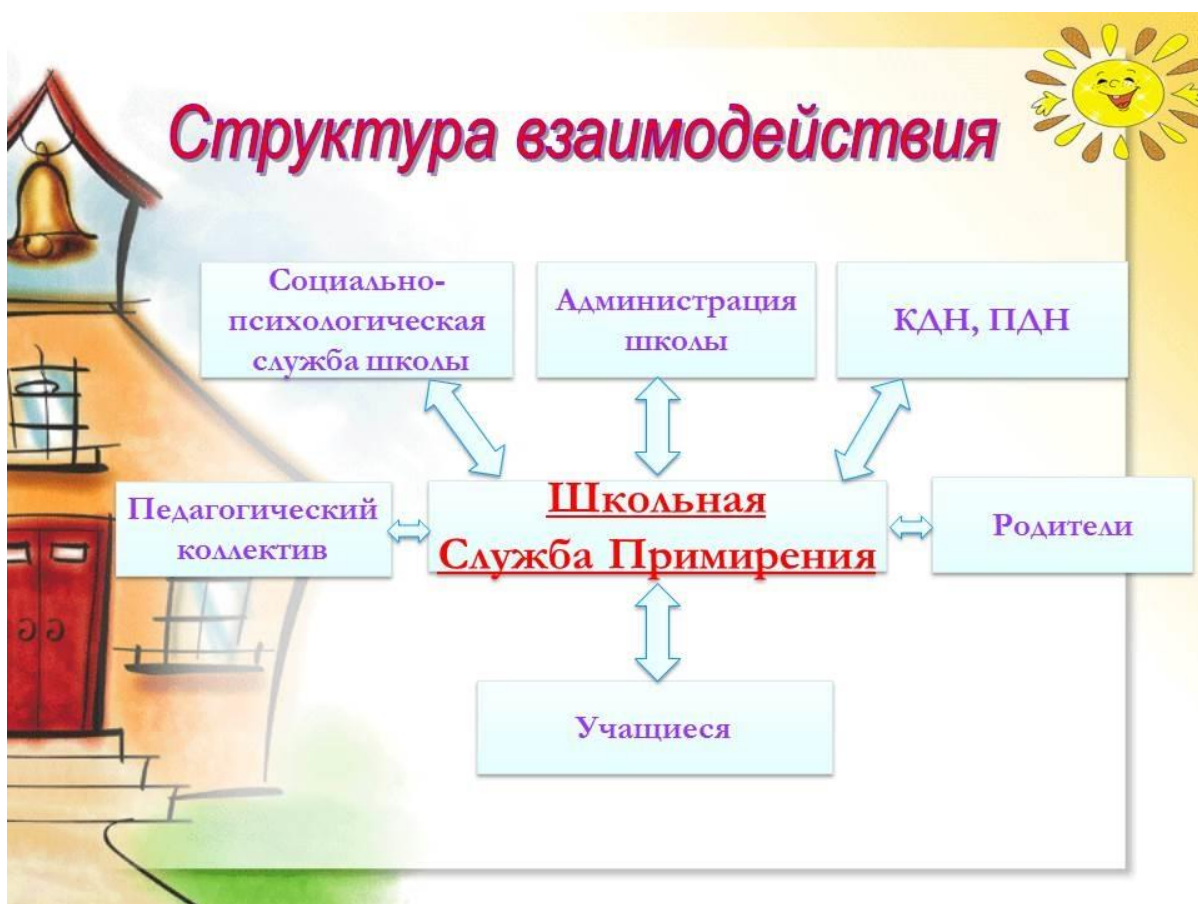 Структура взаимодействия
Социально-
психологическая
служба школы
Администрация
школы
КДН, ПДН
Педагогический
коллектив
Школьная
Служба Примирения
Родители
Учащиеся